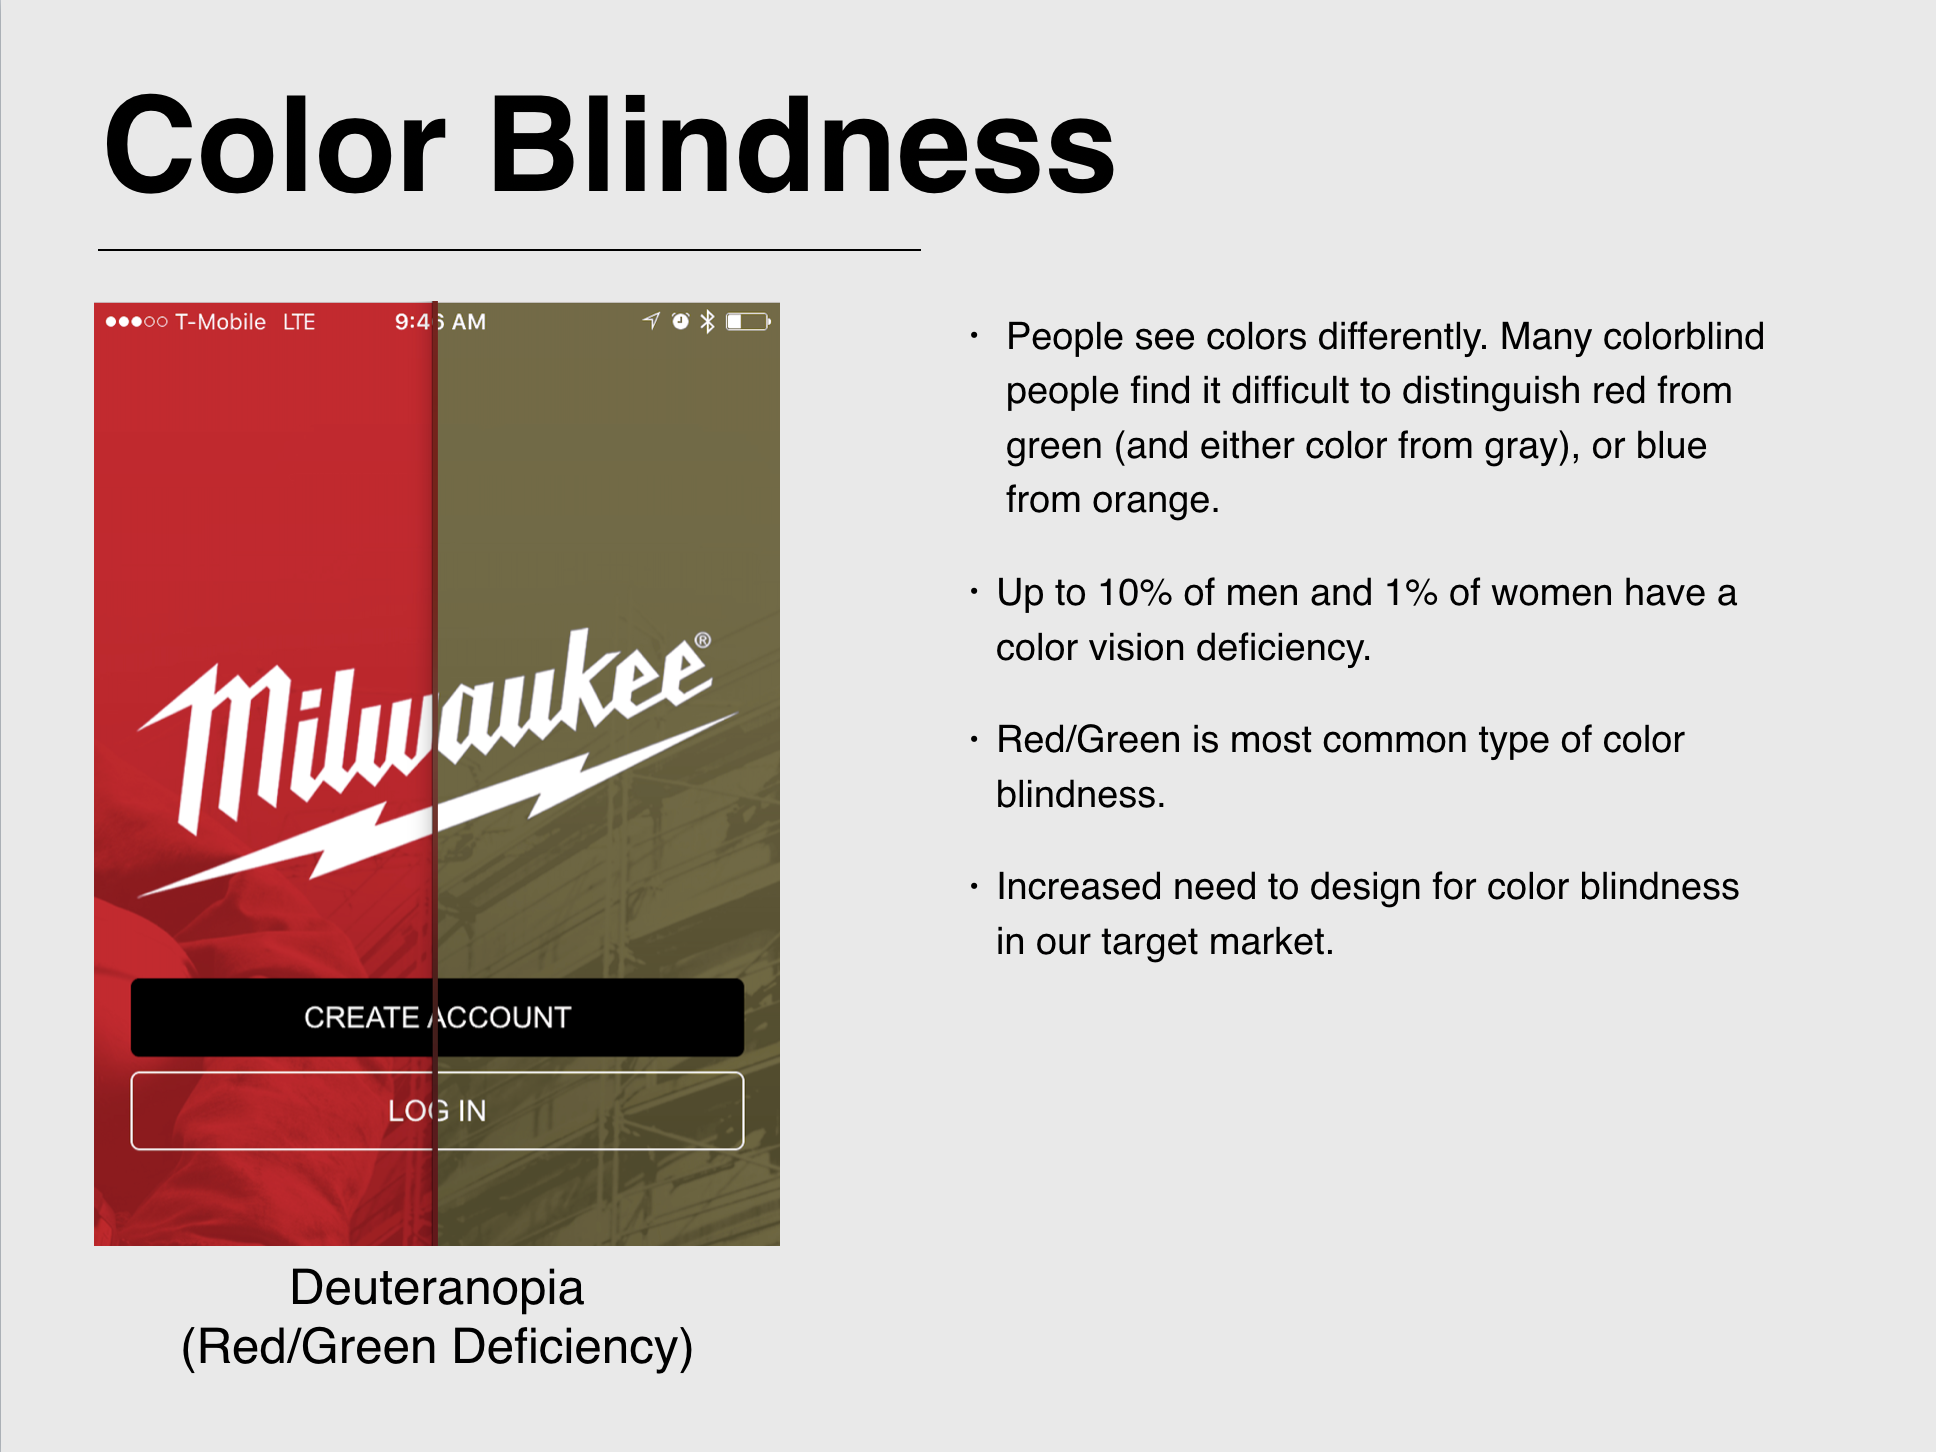 Color Blindness
T-Mobile LTE 9:46 AM
Milwaukee®
CREATE ACCOUNT
LOG IN
Deuteranopia
(Red/Green Deficiency)
· People see colors differently. Many colorblind
people find it difficult to distinguish red from
green (and either color from gray), or blue
from orange.
· Up to 10% of men and 1% of women have a
color vision deficiency.
· Red/Green is most common type of color
blindness.
· Increased need to design for color blindness
in our target market.